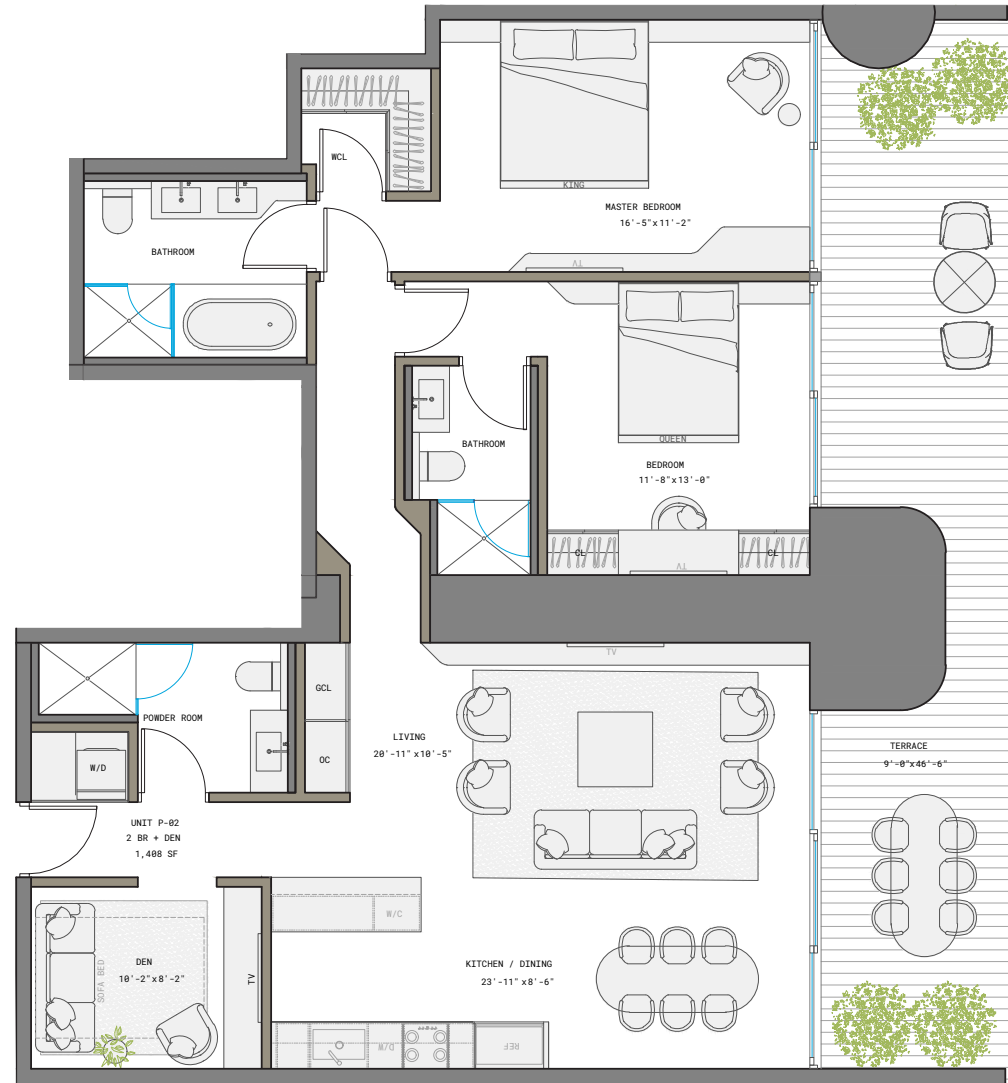 WCL
KING
MASTER BEDROOM
16'-5"x11'-2"
BATHROOM
TV
QUEEN
BATHROOM
BEDROOM
11'-8"x13'-0"
CL
CL
TV
TV
GCL
POWDER ROOM
LIVING
20'-11"x10'-5"
TERRACE
9'-0"x46'-6"
OC
W/D
UNIT P-02
2 BR + DEN
1,408 SF
W/C
DEN
10'-2"x8'-2"
SOFA BED
TV
KITCHEN / DINING
23'-11"x8'-6"
D/W
REF